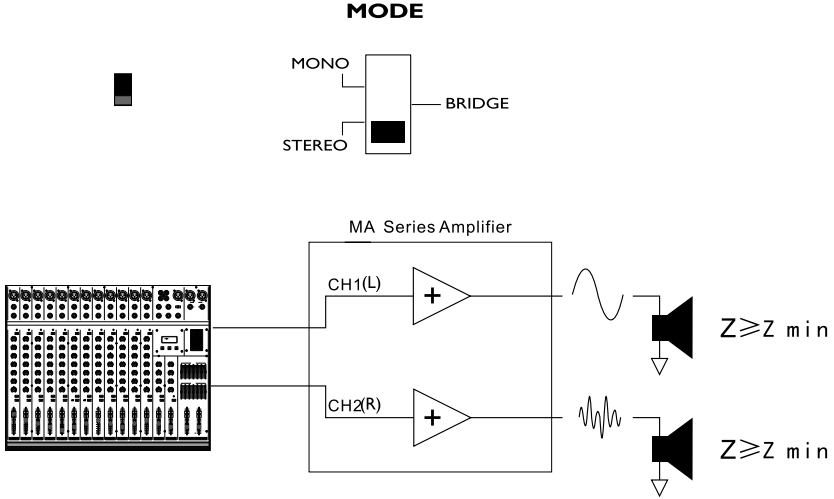 MODE
MONO
BRIDGE
STEREO
MA Series Amplifier
CH1(L)
+
Z≥Z min
CH2(R)
+
Z≥Z min